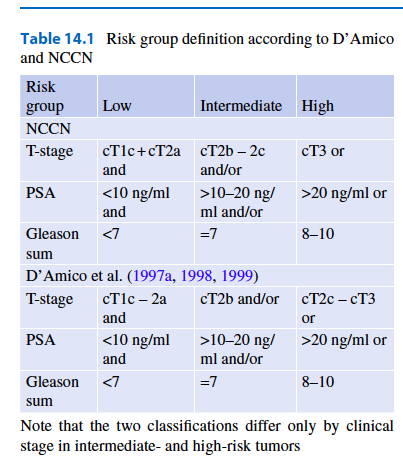 Table 14.1 Risk group definition according to D’Amico
and NCCN
Risk
group Low Intermediate High
NCCN
T-stage cT1c+cT2a cT2b – 2c cT3 or
and and/or
PSA <10 ng/ml >10–20 ng/ >20 ng/ml or
and ml and/or
Gleason <7 =7 8–10
sum
D’Amico et al. (1997a, 1998, 1999)
T-stage cT1c – 2a cT2b and/or cT2c – cT3
and or
PSA <10 ng/ml >10–20 ng/ >20 ng/ml or
and ml and/or
Gleason <7 =7 8–10
sum
Note that the two classifications differ only by clinical
stage in intermediate- and high-risk tumors